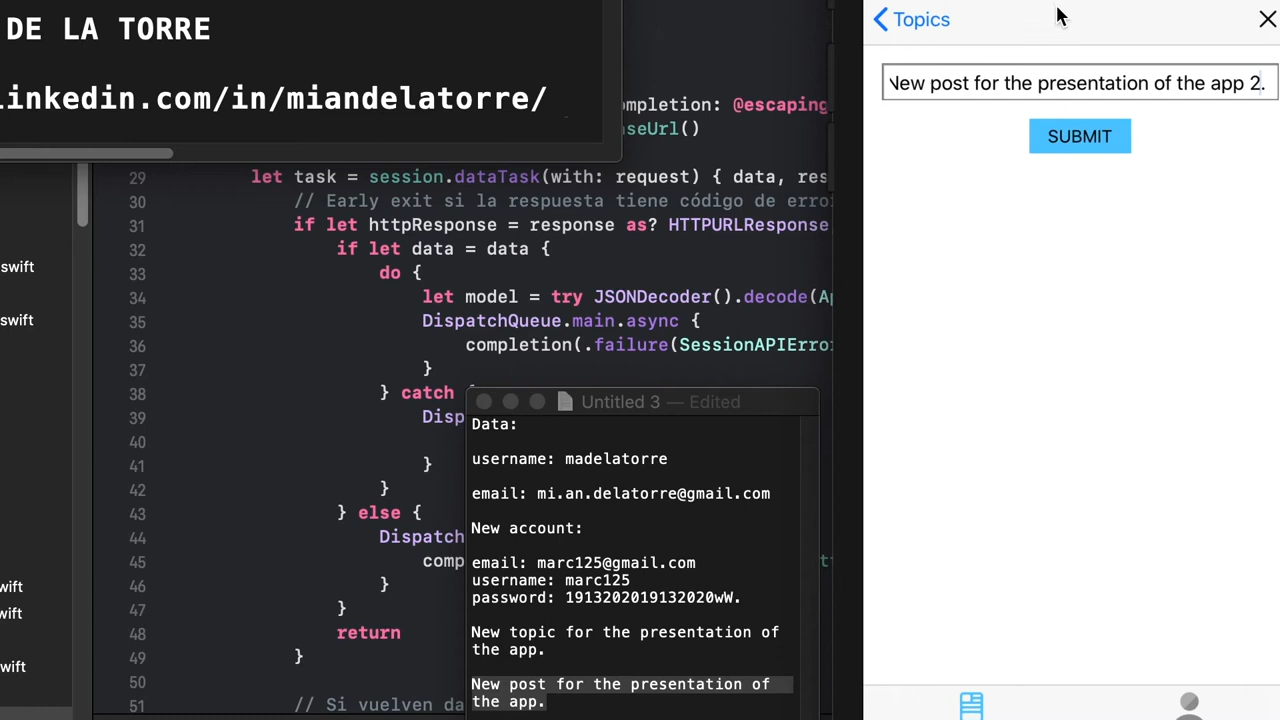 DE LA TORRE
linkedin.com/in/miandelatorre/
ompletion: @escaping
aseUrl()
29 let task = session.dataTask(with: request) { data, res
30 // Early exit si la respuesta tiene código de erro
31 if let httpResponse = response as? HTTPURLResponse
32 if let data = data {
33 do {
34 let model = try JSONDecoder().decode(Ap
35 DispatchQueue.main.async {
36 completion(.failure(SessionAPIError
37 }
38 } catch {
39 Disp
40
41 }
42 }
43 } else {
44 Dispatch
45 comp
46 }
47 }
48 return
49 }
50
51 // Si vuelven da
swift
swift
wift
wift
wift
Untitled 3 — Edited
Data:
username: madelatorre
email: mi.an.delatorre@gmail.com
New account:
email: marc125@gmail.com
username: marc125
password: 1913202019132020wW.
New topic for the presentation of
the app.
New post for the presentation of
the app.
Topics
New post for the presentation of the app 2.
SUBMIT